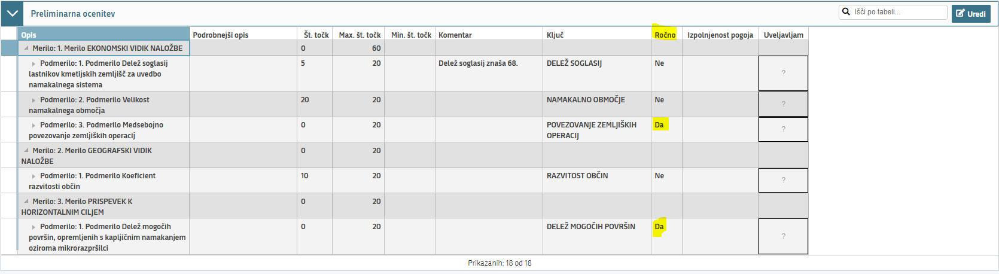 Preliminarna ocenitev
Išči po tabeli...
Uredi
Opis Podrobnejši opis Št. točk Max. št. točk Min. št. točk Komentar Ključ Ročno Izpolnjenost pogoja Uveljavljam
Merilo: 1. Merilo EKONOMSKI VIDIK NALOŽBE 0 60
Podmerilo: 1. Podmerilo Delež soglasij 5 20 Delež soglasij znaša 68. DELEŽ SOGLASIJ Ne
lastnikov kmetijskih zemljišč za uvedbo ?
namakalnega sistema
Podmerilo: 2. Podmerilo Velikost 20 20 NAMAKALNO OBMOČJE Ne ?
namakalnega območja
Podmerilo: 3. Podmerilo Medsebojno 0 20 POVEZOVANJE ZEMLJIŠKIH Da ?
povezovanje zemljiških operacij OPERACIJ
Merilo: 2. Merilo GEOGRAFSKI VIDIK 0 20
NALOŽBE
Podmerilo: 1. Podmerilo Koeficient 10 20 RAZVITOST OBČIN Ne ?
razvitosti občin
Merilo: 3. Merilo PRISPEVEK K 0 20
HORIZONTALNIM CILJEM
Podmerilo: 1. Podmerilo Delež mogočih 0 20 DELEŽ MOGOČIH POVRŠIN Da
površin, opremljenih s kapljičnim namakanjem ?
oziroma mikrorazpršilci
Prikazanih: 18 od 18